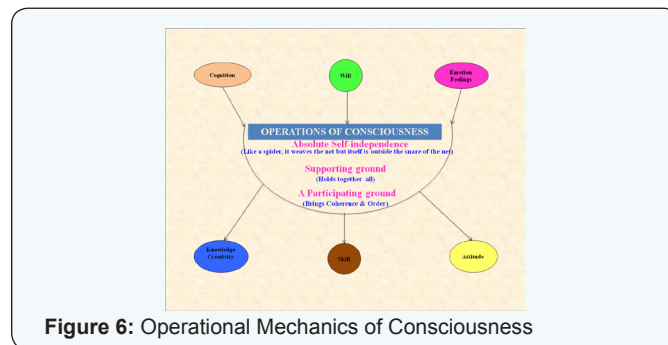 Cognition
Will
Emotion
Feelings
OPERATIONS OF CONSCIOUSNESS
Absolute Self-independence
(Like a spider, it weaves the net but itself is outside the snare of the net)
Supporting ground
(Holds together all)
A Participating ground
(Brings Coherence & Order)
Knowledge
Creativity
Skill
Attitude
Figure 6: Operational Mechanics of Consciousness